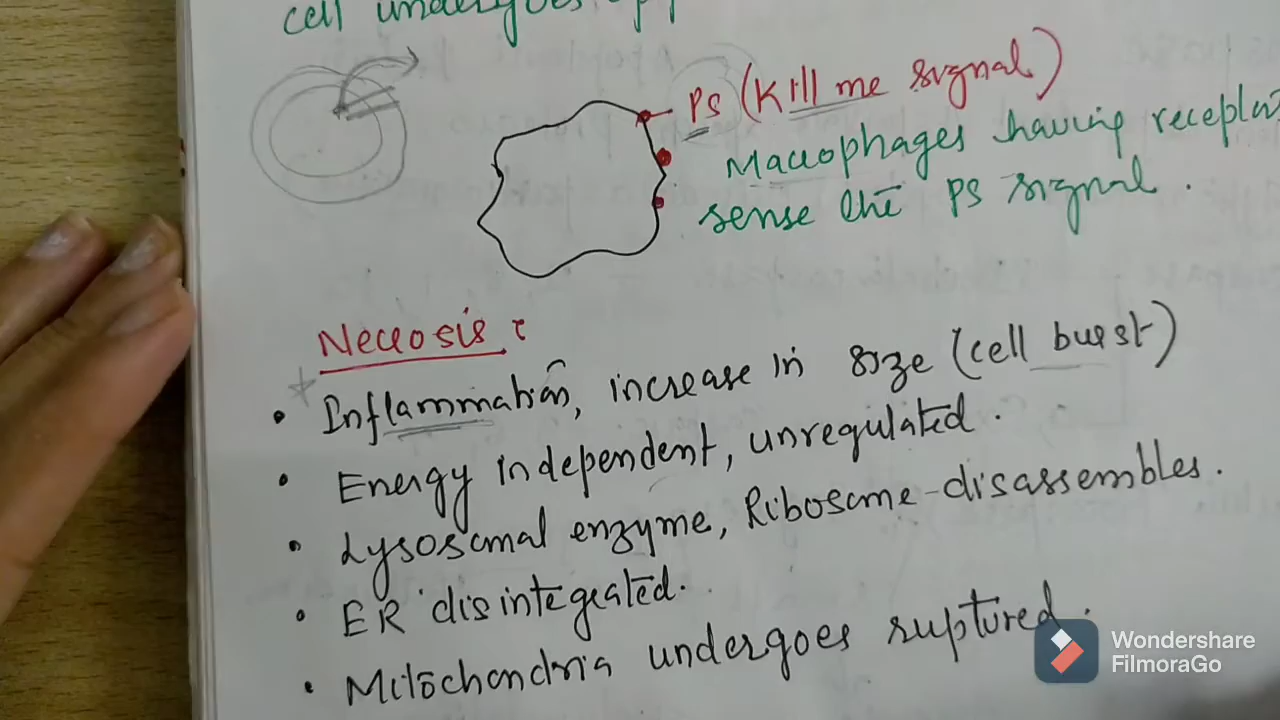 cell undergoes
PS (Kill me signal)
Macrophages having receptor
sense the PS signal.
Necrosis :
• Inflammation, increase in size (cell burst)
• Energy independent, unregulated.
• Lysosomal enzyme, Ribosome-disassembles.
• ER disintegrated.
• Mitochondria undergoes ruptured.
Wondershare
FilmoraGo